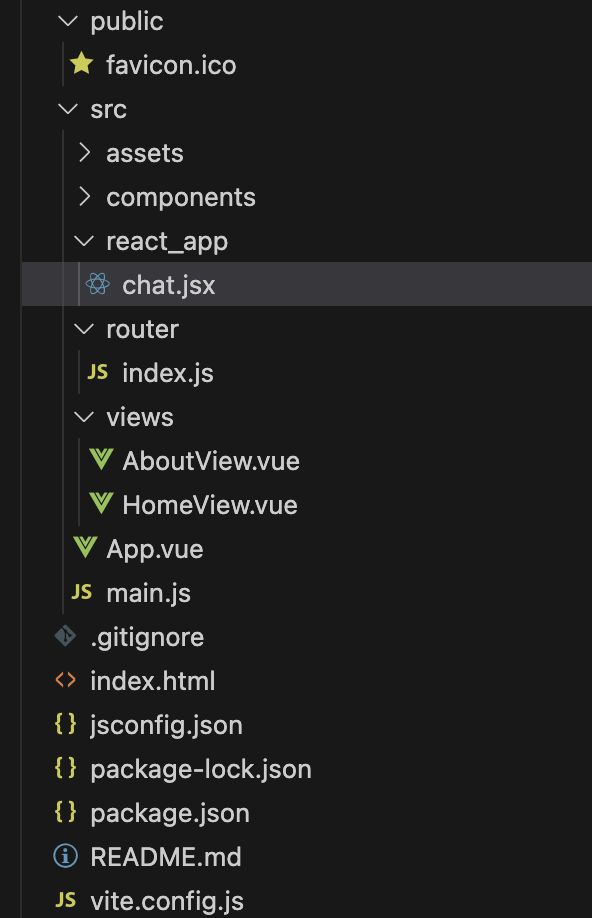 public
favicon.ico
src
assets
components
react_app
chat.jsx
router
JS index.js
views
AboutView.vue
HomeView.vue
App.vue
JS main.js
.gitignore
<> index.html
{} jsconfig.json
{} package-lock.json
{} package.json
README.md
JS vite.config.js